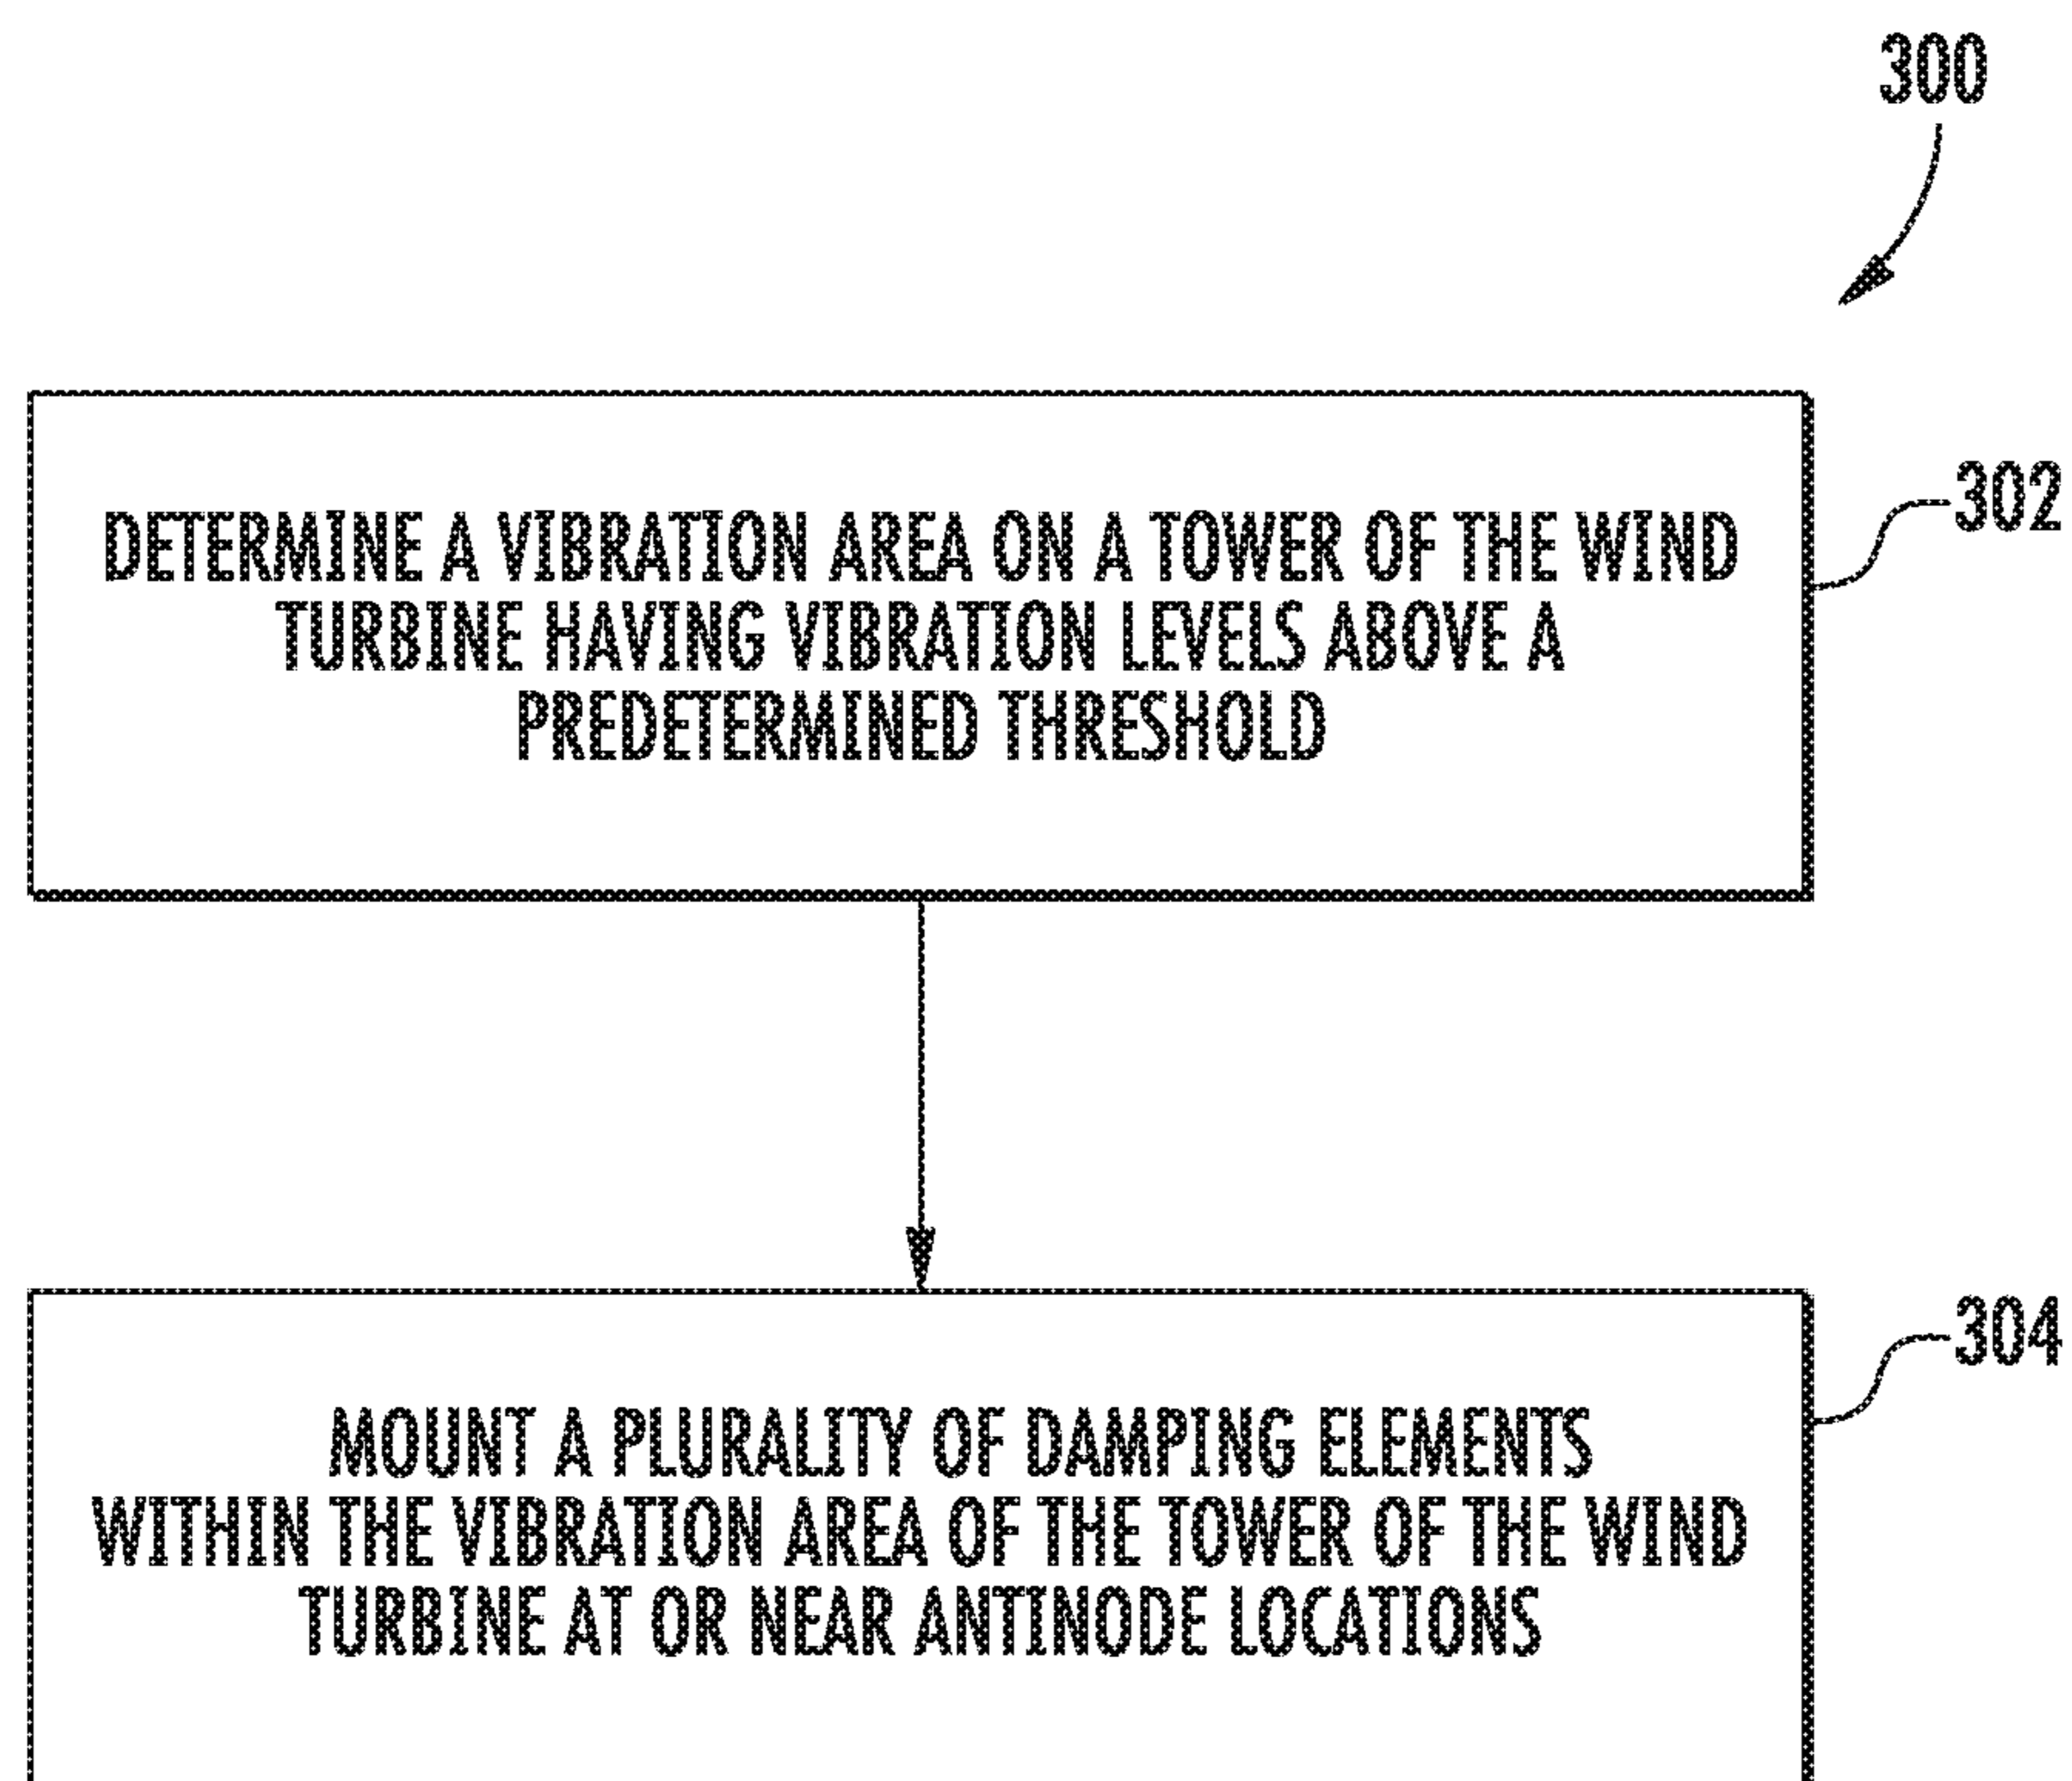 300
302
DETERMINE A VIBRATION AREA ON A TOWER OF THE WIND
TURBINE HAVING VIBRATION LEVELS ABOVE A
PREDETERMINED THRESHOLD
304
MOUNT A PLURALITY OF DAMPING ELEMENTS
WITHIN THE VIBRATION AREA OF THE TOWER OF THE WIND
TURBINE AT OR NEAR ANTINODE LOCATIONS